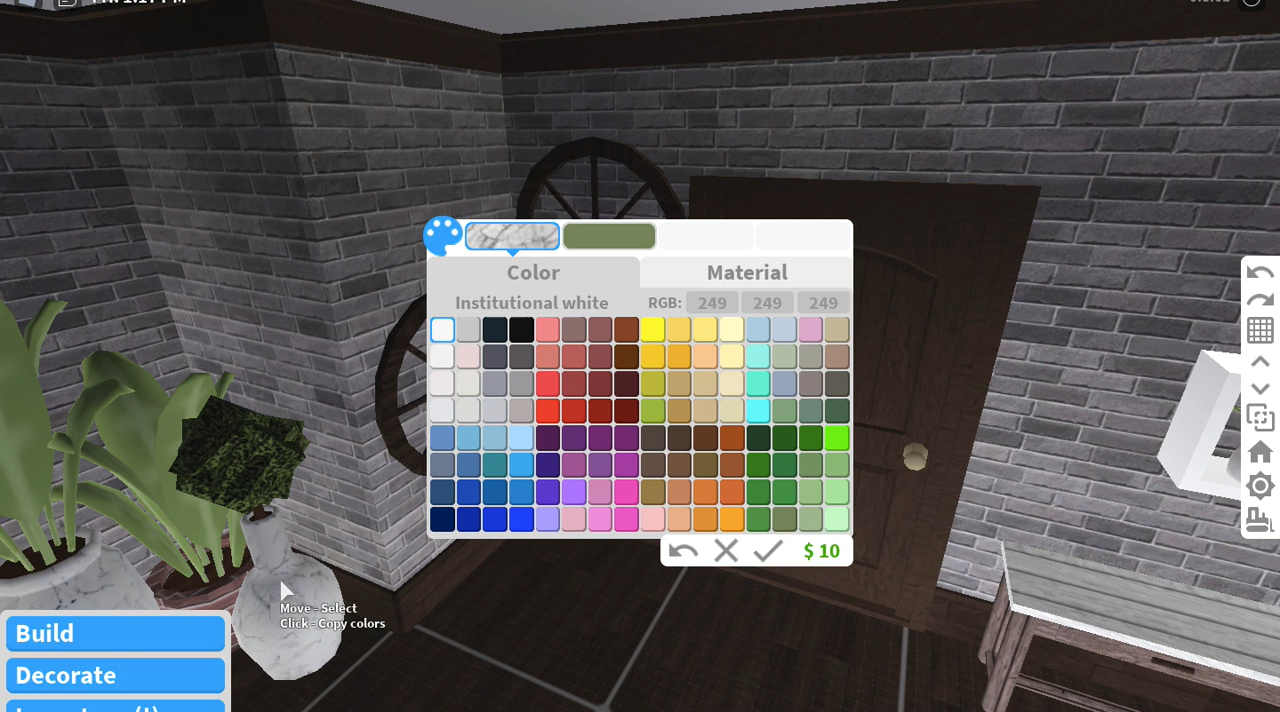 Color
Material
Institutional white
RGB: 249 249 249
$ 10
Move - Select
Click - Copy colors
Build
Decorate